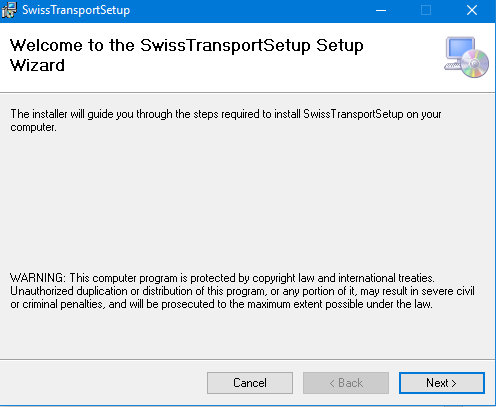 SwissTransportSetup
Welcome to the SwissTransportSetup Setup
Wizard
The installer will guide you through the steps required to install SwissTransportSetup on your
computer.
WARNING: This computer program is protected by copyright law and international treaties.
Unauthorized duplication or distribution of this program, or any portion of it, may result in severe civil
or criminal penalties, and will be prosecuted to the maximum extent possible under the law.
Cancel < Back Next >